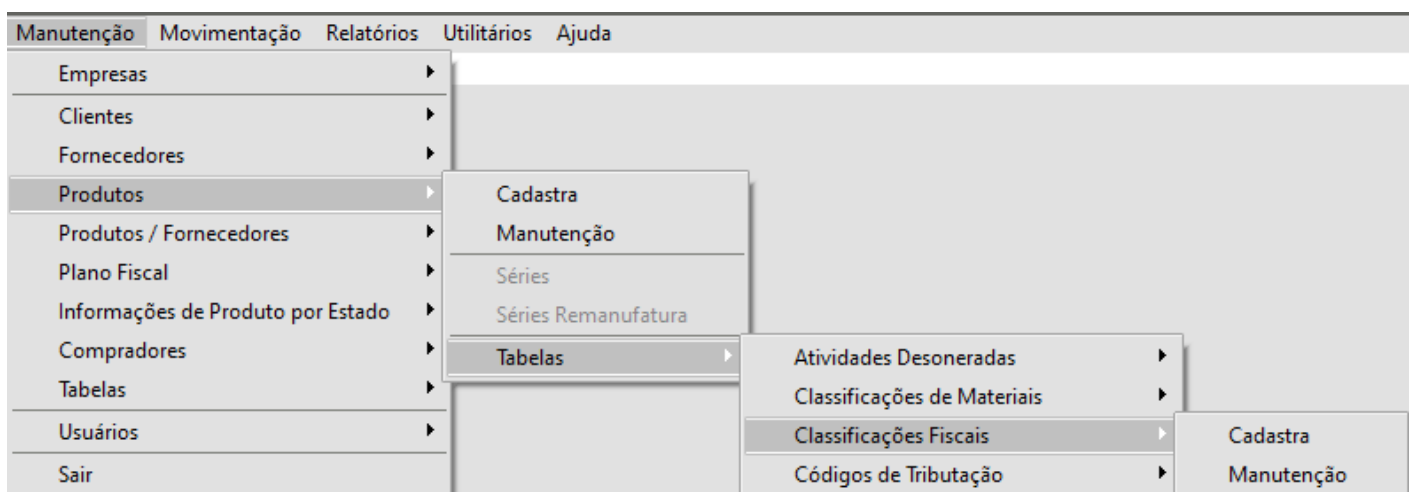 Manutenção Movimentação Relatórios Utilitários Ajuda
Empresas
Clientes
Fornecedores
Produtos
Produtos / Fornecedores
Plano Fiscal
Informações de Produto por Estado
Compradores
Tabelas
Usuários
Sair
Cadastra
Manutenção
Séries
Séries Remanufatura
Tabelas
Atividades Desoneradas
Classificações de Materiais
Classificações Fiscais
Códigos de Tributação
Cadastra
Manutenção